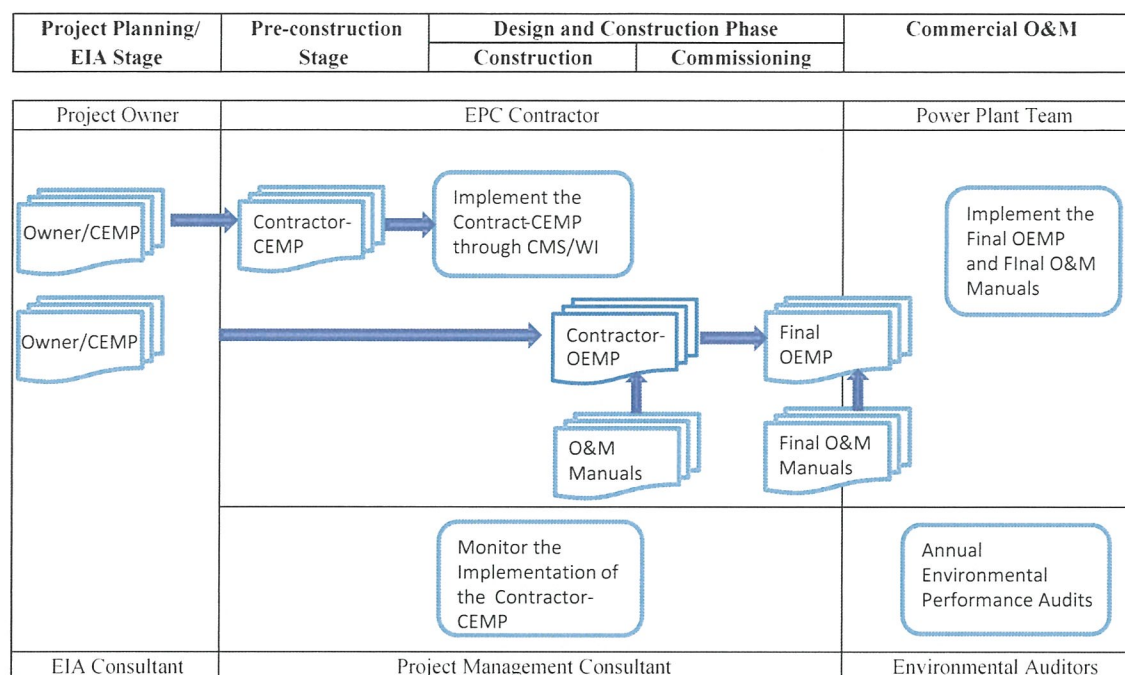 Project Planning/
EIA Stage
Pre-construction
Stage
Design and Construction Phase
Construction
Commissioning
Commercial O&M
Project Owner
EPC Contractor
Power Plant Team
Owner/CEMP
Contractor-
CEMP
Implement the
Contract-CEMP
through CMS/WI
Implement the
Final OEMP
and FInal O&M
Manuals
Owner/CEMP
Contractor-
OEMP
Final
OEMP
O&M
Manuals
Final O&M
Manuals
Monitor the
Implementation of
the Contractor-
CEMP
Annual
Environmental
Performance Audits
EIA Consultant
Project Management Consultant
Environmental Auditors